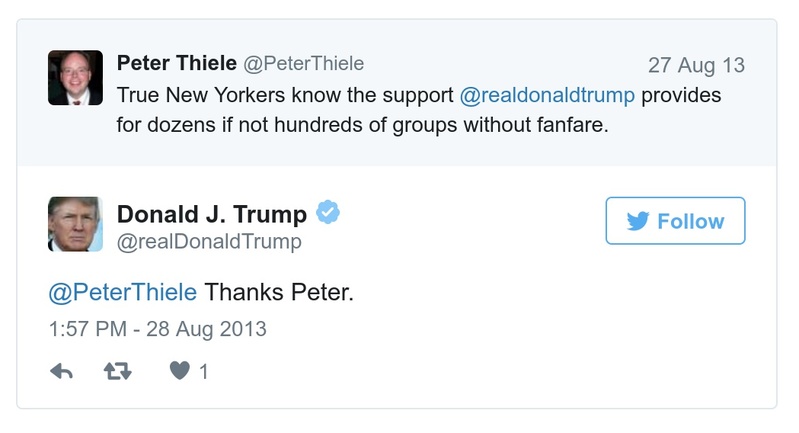 Peter Thiele @PeterThiele 27 Aug 13
True New Yorkers know the support @realdonaldtrump provides
for dozens if not hundreds of groups without fanfare.
Donald J. Trump
@realDonaldTrump
Follow
@PeterThiele Thanks Peter.
1:57 PM - 28 Aug 2013
1